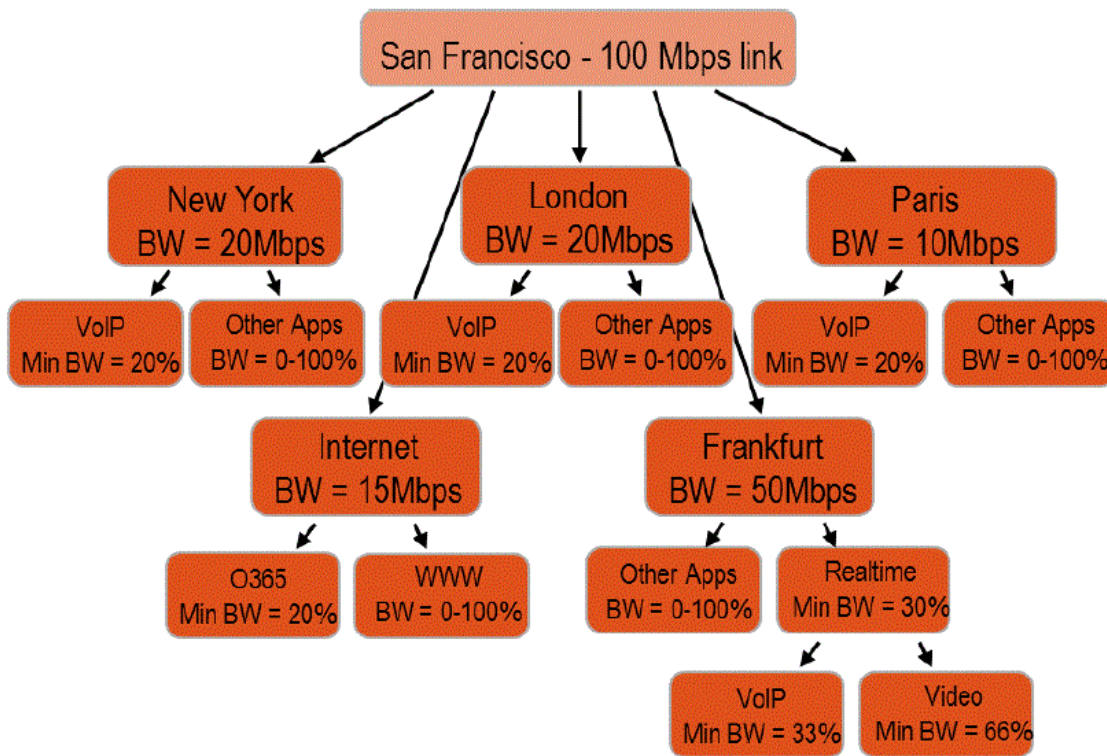 San Francisco - 100 Mbps link
New York
BW = 20Mbps
London
BW = 20Mbps
Paris
BW = 10Mbps
VoIP
Min BW = 20%
Other Apps
BW = 0-100%
VoIP
Min BW = 20%
Other Apps
BW = 0-100%
VoIP
Min BW = 20%
Other Apps
BW = 0-100%
Internet
BW = 15Mbps
Frankfurt
BW = 50Mbps
O365
Min BW = 20%
WWW
BW = 0-100%
Other Apps
BW = 0-100%
Realtime
Min BW = 30%
VoIP
Min BW = 33%
Video
Min BW = 66%